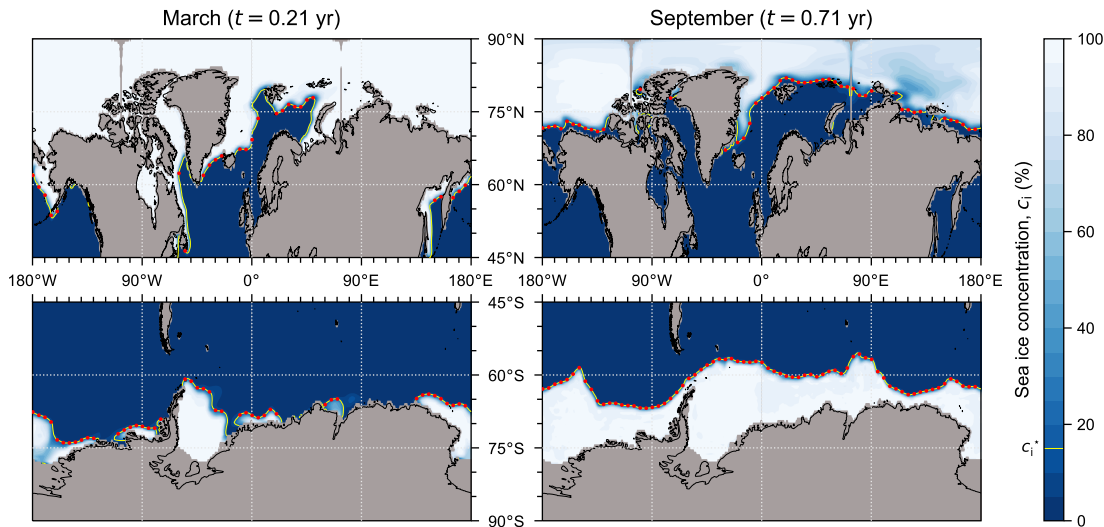 March (t = 0.21 yr)
September (t = 0.71 yr)
90°N
75°N
60°N
45°N
180°W 90°W 0° 90°E 180°E
180°W 90°W 0° 90°E 180°E
45°S
60°S
75°S
90°S
100
80
60
40
20
0
cᵢ*
Sea ice concentration, cᵢ (%)